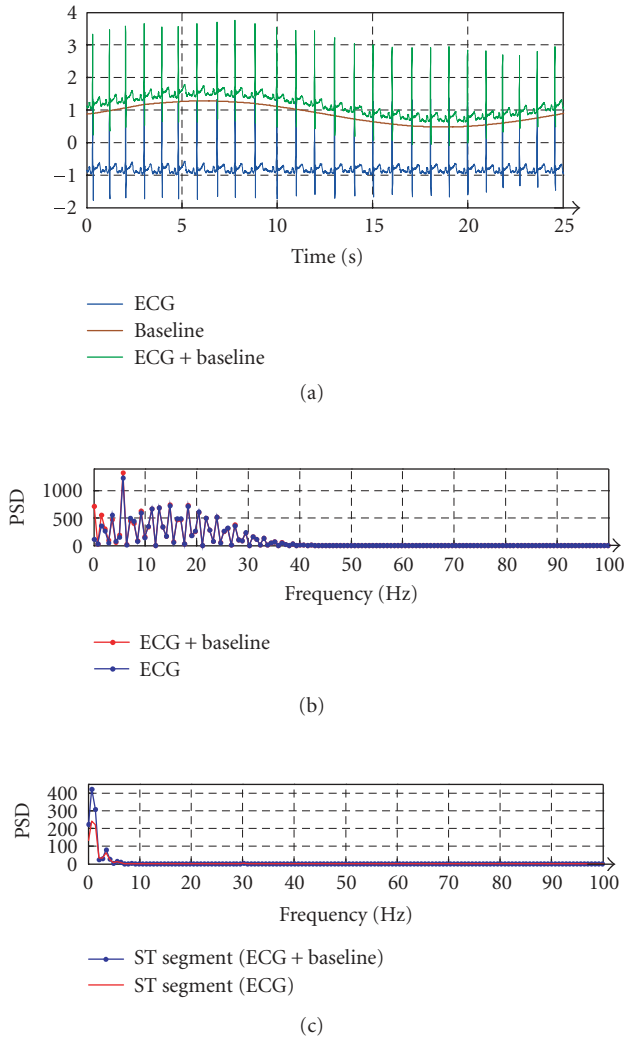 4
3
2
1
0
−1
−2
0 5 10 15 20 25
Time (s)
ECG
Baseline
ECG + baseline
(a)
PSD
1000
500
0
0 10 20 30 40 50 60 70 80 90 100
Frequency (Hz)
ECG + baseline
ECG
(b)
PSD
400
300
200
100
0
0 10 20 30 40 50 60 70 80 90 100
Frequency (Hz)
ST segment (ECG + baseline)
ST segment (ECG)
(c)